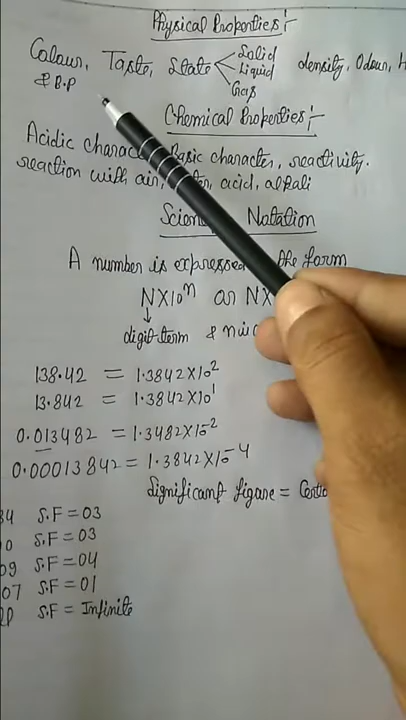 Physical Properties:-
Colour, Taste, State Solid Liquid Gas density, Odour,
& B.P
Chemical Properties:-
Acidic Basic character, reactivity.
reaction with air, acid, alkali
Notation
A number is expressed the form
NX10^n or NX
digit term &
138.42 = 1.3842X10^2
13.842 = 1.3842X10^1
0.013482 = 1.3482X10^-2
0.00013842 = 1.3842X10^-4
Significant figure =
S.F = 03
S.F = 03
09 S.F = 04
07 S.F = 01
S.F = Infinite